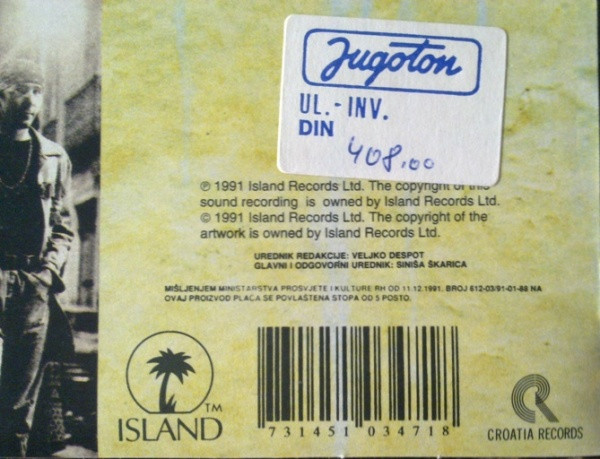 Jugoton
UL. - INV.
DIN
408,00
℗ 1991 Island Records Ltd. The copyright of this
sound recording is owned by Island Records Ltd.
© 1991 Island Records Ltd. The copyright of the
artwork is owned by Island Records Ltd.
UREDNIK REDAKCIJE: VELJKO DESPOT
GLAVNI I ODGOVORNI UREDNIK: SINIŠA ŠKARICA
MIŠLJENJEM MINISTARSTVA PROSVJETE I KULTURE RH OD 11.12.1991. BROJ 612-03/91-01-88 NA
OVAJ PROIZVOD PLAĆA SE POVLAŠTENA STOPA OD 5 POSTO.
ISLAND TM
7 31451 034718
CROATIA RECORDS